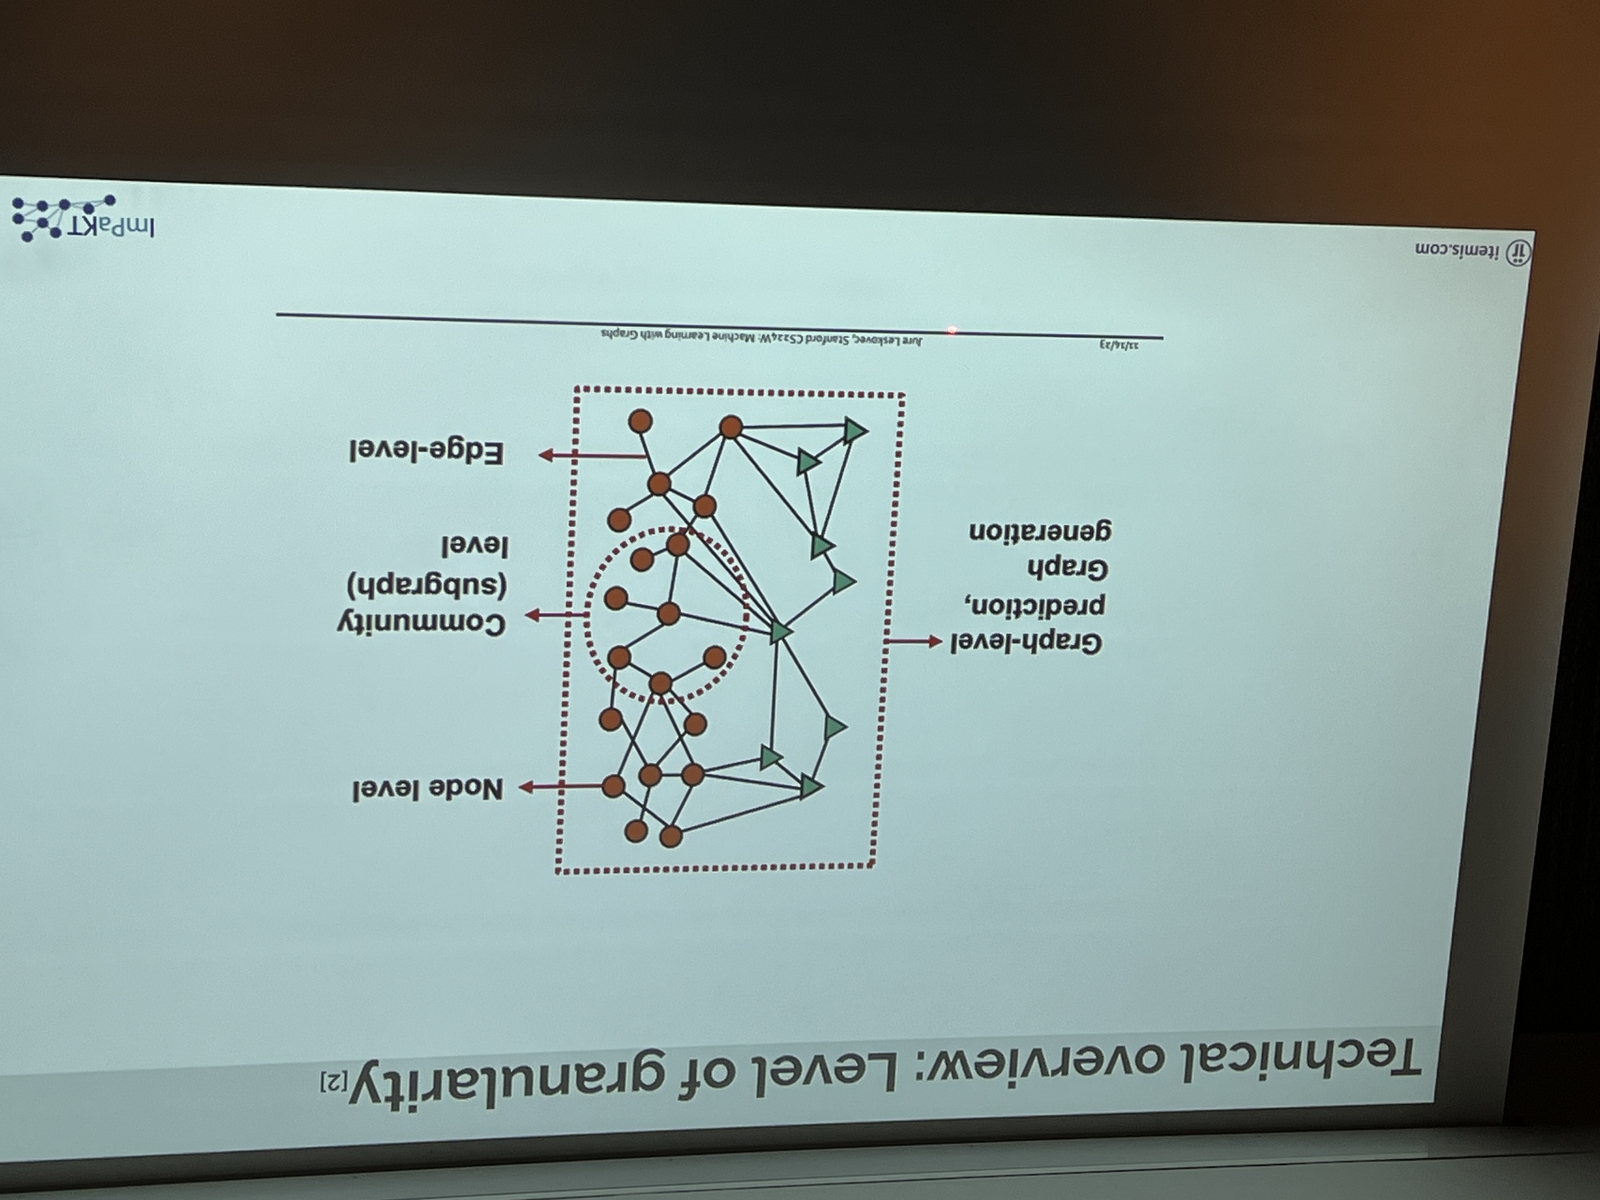 Technical overview: Level of granularity[2]
Node level
Graph-level
prediction,
Graph
generation
Community
(subgraph)
level
Edge-level
11/14/23
Jure Leskovec, Stanford CS224W: Machine Learning with Graphs
itemis.com
ImPaKT